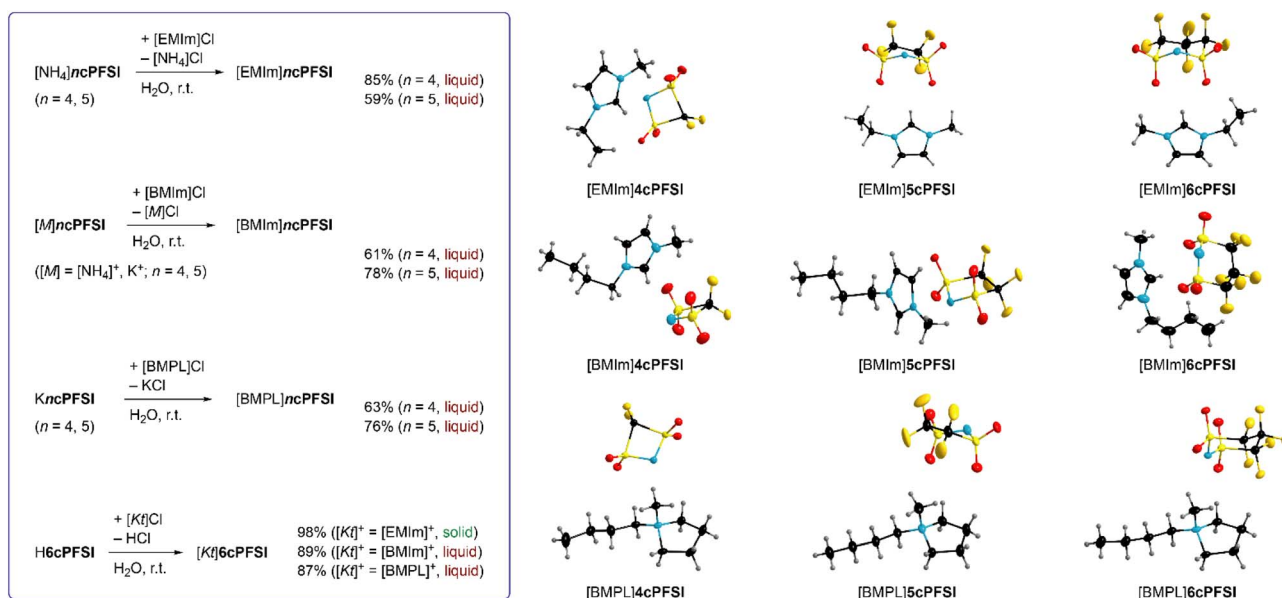 + [EMIm]Cl
– [NH₄]Cl
[NH₄]ncPFSI
[EMIm]ncPFSI
H₂O, r.t.
(n = 4, 5)
85% (n = 4, liquid)
59% (n = 5, liquid)
+ [BMIm]Cl
– [M]Cl
[M]ncPFSI
[BMIm]ncPFSI
H₂O, r.t.
([M] = [NH₄]⁺, K⁺; n = 4, 5)
61% (n = 4, liquid)
78% (n = 5, liquid)
+ [BMPL]Cl
– KCl
KncPFSI
[BMPL]ncPFSI
H₂O, r.t.
(n = 4, 5)
63% (n = 4, liquid)
76% (n = 5, liquid)
+ [Kt]Cl
– HCl
H6cPFSI
[Kt]6cPFSI
H₂O, r.t.
98% ([Kt]⁺ = [EMIm]⁺, solid)
89% ([Kt]⁺ = [BMIm]⁺, liquid)
87% ([Kt]⁺ = [BMPL]⁺, liquid)
[EMIm]4cPFSI
[EMIm]5cPFSI
[EMIm]6cPFSI
[BMIm]4cPFSI
[BMIm]5cPFSI
[BMIm]6cPFSI
[BMPL]4cPFSI
[BMPL]5cPFSI
[BMPL]6cPFSI